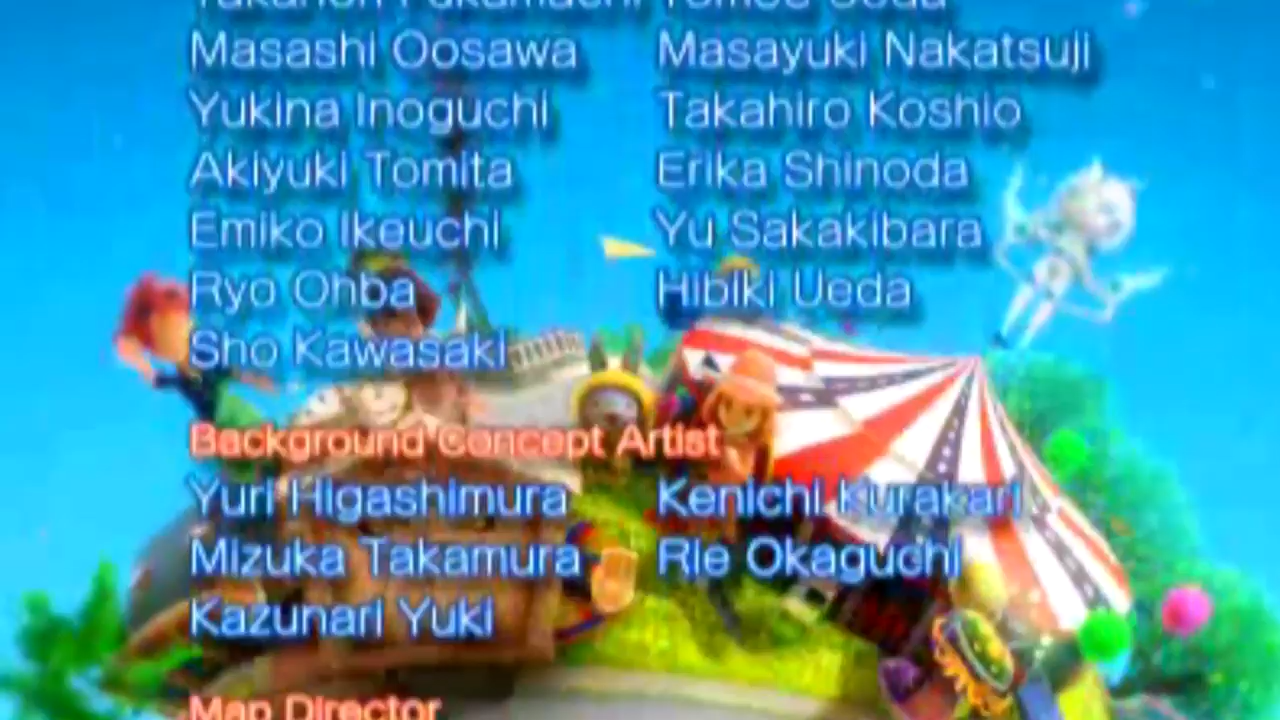 Masashi Oosawa Masayuki Nakatsuji
Yukina Inoguchi Takahiro Koshio
Akiyuki Tomita Erika Shinoda
Emiko Ikeuchi Yu Sakakibara
Ryo Ohba Hibiki Ueda
Sho Kawasaki
Background Concept Artist
Yuri Higashimura Kenichi Kurakari
Mizuka Takamura Rie Okaguchi
Kazunari Yuki
Map Director